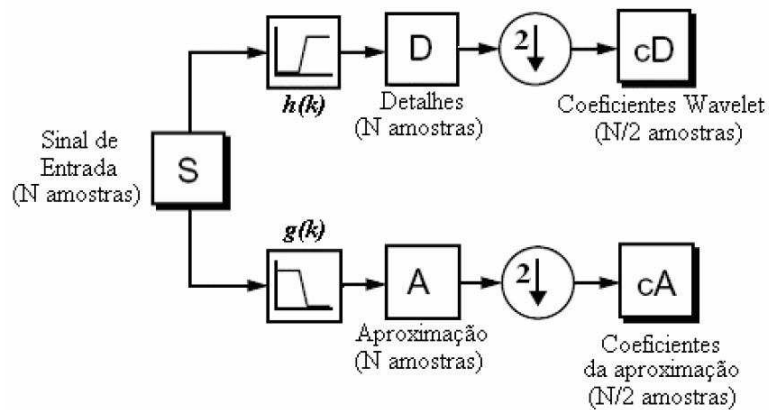 D
2
cD
h(k)
Detalhes
(N amostras)
Coeficientes Wavelet
(N/2 amostras)
Sinal de
Entrada
(N amostras)
S
g(k)
A
2
cA
Aproximação
(N amostras)
Coeficientes
da aproximação
(N/2 amostras)